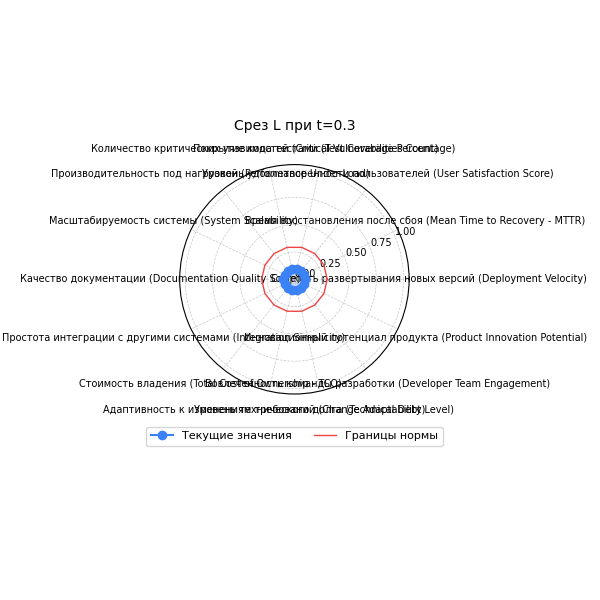 Срез L при t=0.3
Количество критических уязвимостей (Critical Vulnerabilities Count)
Покрытие кода тестами (Test Coverage Percentage)
Производительность под нагрузкой (Performance Under Load)
Уровень удовлетворенности пользователей (User Satisfaction Score)
Масштабируемость системы (System Scalability)
Время восстановления после сбоя (Mean Time to Recovery - MTTR)
1.00
0.75
0.50
0.25
0.00
Качество документации (Documentation Quality Score)
Скорость развертывания новых версий (Deployment Velocity)
Простота интеграции с другими системами (Integration Simplicity)
Инновационный потенциал продукта (Product Innovation Potential)
Стоимость владения (Total Cost of Ownership - TCO)
Вовлеченность команды разработки (Developer Team Engagement)
Адаптивность к изменениям требований (Change Adaptability)
Уровень технического долга (Technical Debt Level)
Текущие значения
Границы нормы